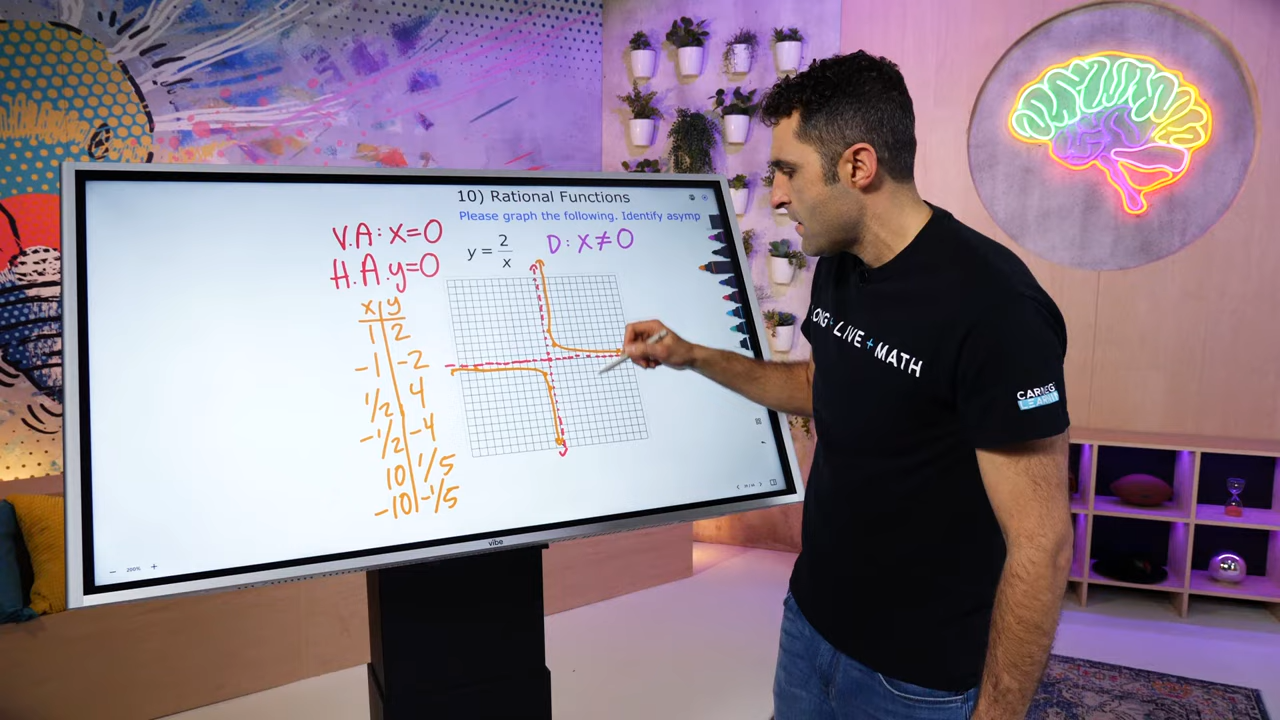 10) Rational Functions
Please graph the following. Identify asymp
V.A: x=0
H.A. y=0
y = 2/x
D: x≠0
x y
1 2
-1 -2
1/2 4
-1/2 -4
10 1/5
-10 -1/5
200%
vibe
LONG + LIVE + MATH